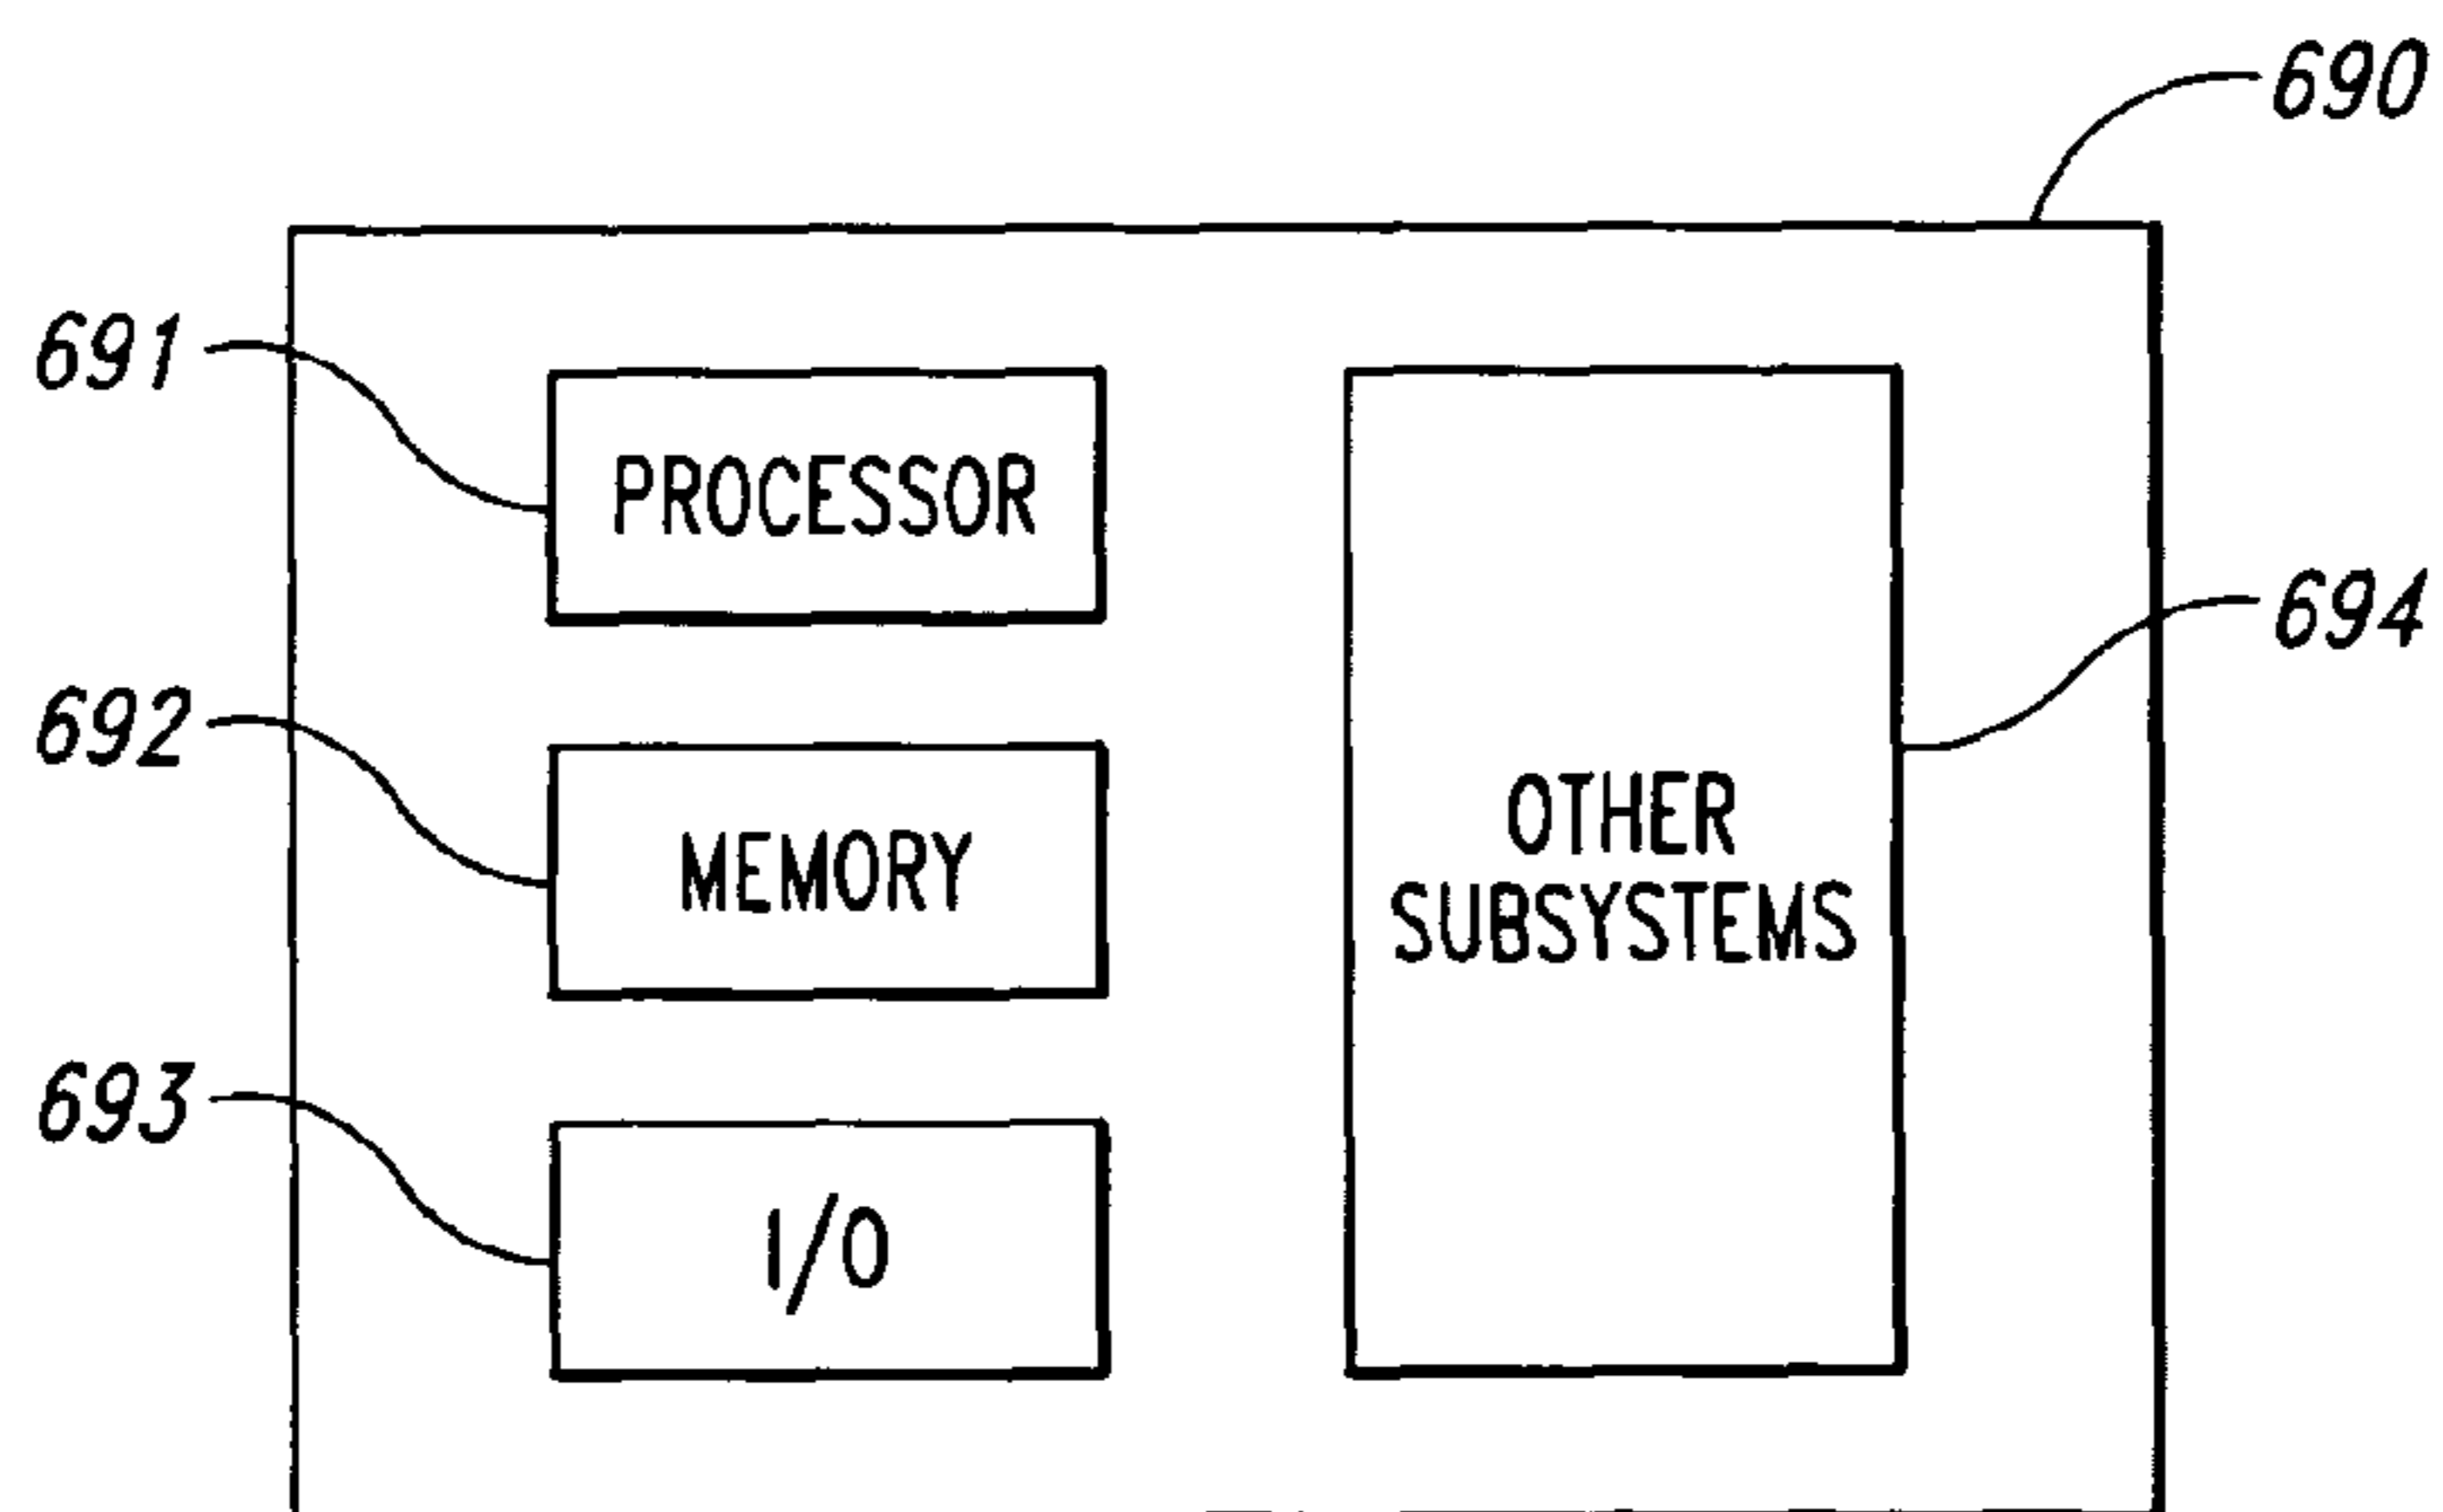 690
691
PROCESSOR
694
692
OTHER
MEMORY
SUBSYSTEMS
693
I/O